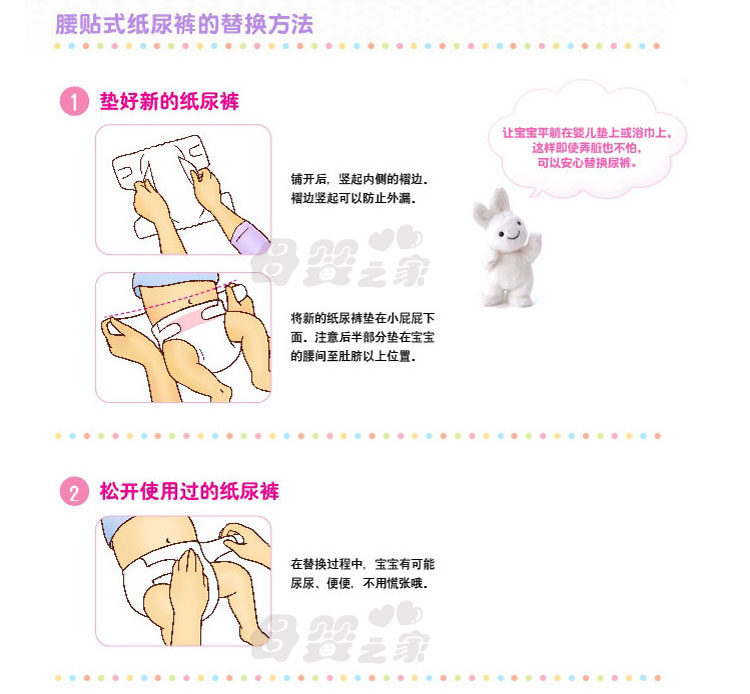 腰贴式纸尿裤的替换方法
1 垫好新的纸尿裤
让宝宝平躺在婴儿垫上或浴巾上，
这样即使弄脏也不怕，
可以安心替换尿裤。
铺开后，竖起内侧的褶边．
褶边竖起可以防止外漏．
母婴之家
将新的纸尿裤垫在小屁屁下
面．注意后半部分垫在宝宝
的腰间至肚脐以上位置．
2 松开使用过的纸尿裤
在替换过程中，宝宝有可能
尿尿、便便，不用慌张哦．
母婴之家